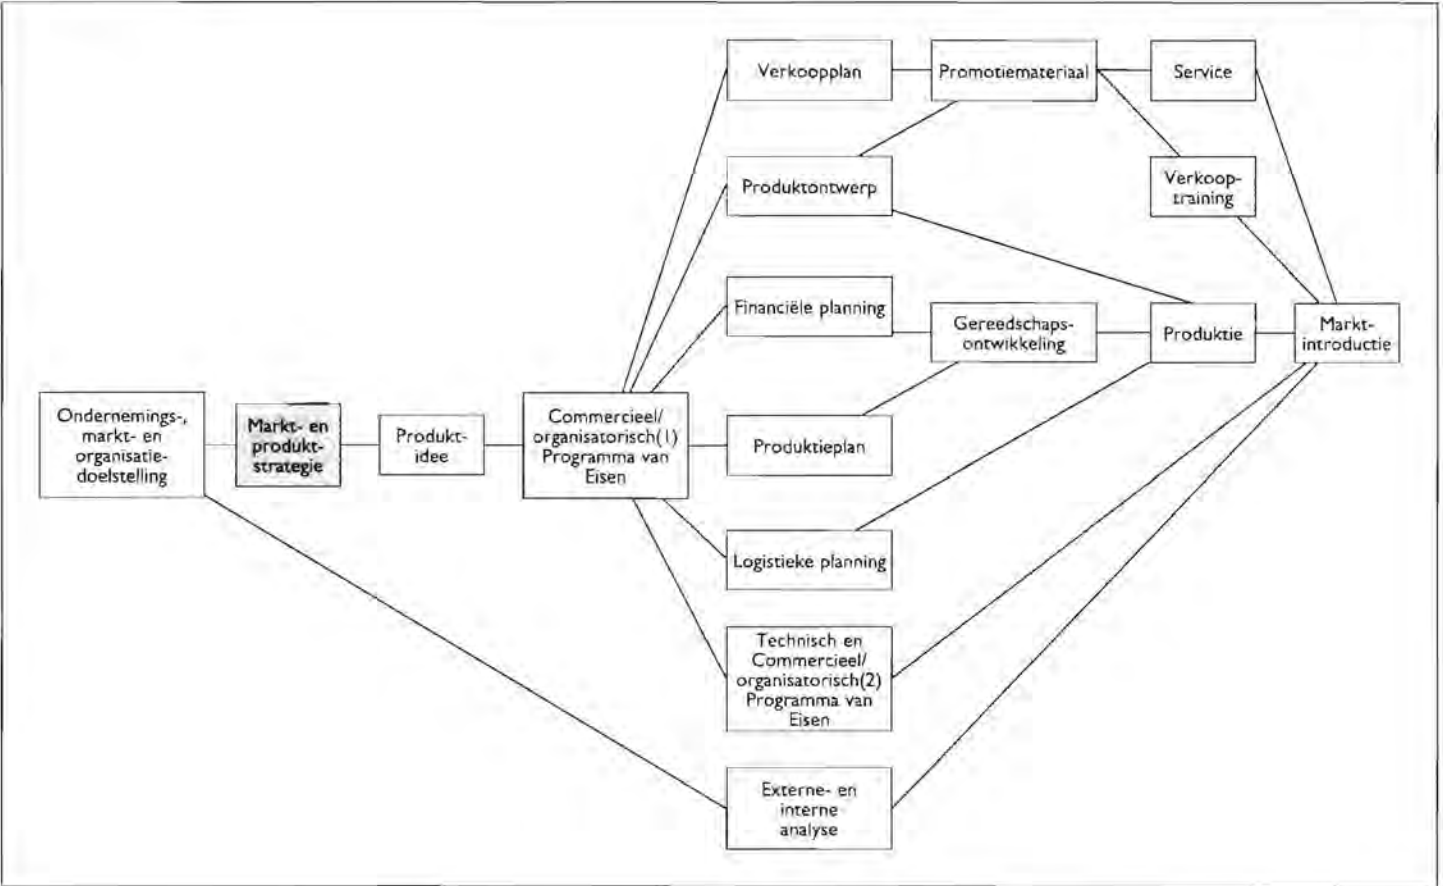 Verkoopplan
Promotiemateriaal
Service
Produktontwerp
Verkoop-
training
Financiële planning
Gereedschaps-
ontwikkeling
Produktie
Markt-
introductie
Ondernemings-,
markt- en
organisatie-
doelstelling
Markt- en
produkt-
strategie
Produkt-
idee
Commercieel/
organisatorisch(1)
Programma van
Eisen
Produktieplan
Logistieke planning
Technisch en
Commercieel/
organisatorisch(2)
Programma van
Eisen
Externe- en
interne
analyse